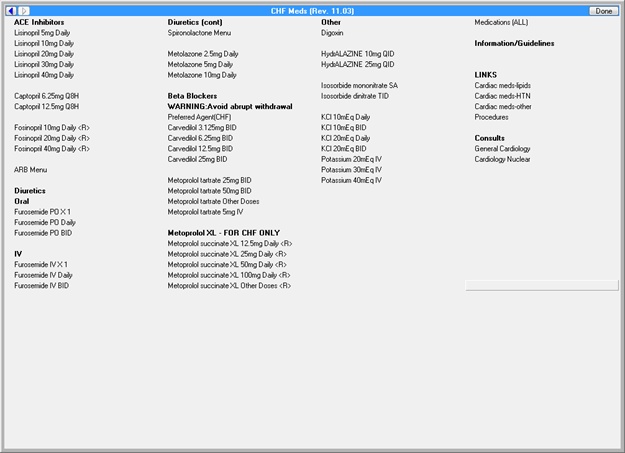 CHF Meds (Rev. 11.03)
Done
ACE Inhibitors
Lisinopril 5mg Daily
Lisinopril 10mg Daily
Lisinopril 20mg Daily
Lisinopril 30mg Daily
Lisinopril 40mg Daily
Captopril 6.25mg Q8H
Captopril 12.5mg Q8H
Fosinopril 10mg Daily <R>
Fosinopril 20mg Daily <R>
Fosinopril 40mg Daily <R>
ARB Menu
Diuretics
Oral
Furosemide PO X 1
Furosemide PO Daily
Furosemide PO BID
IV
Furosemide IV X 1
Furosemide IV Daily
Furosemide IV BID
Diuretics (cont)
Spironolactone Menu
Metolazone 2.5mg Daily
Metolazone 5mg Daily
Metolazone 10mg Daily
Beta Blockers
WARNING:Avoid abrupt withdrawal
Preferred Agent(CHF)
Carvedilol 3.125mg BID
Carvedilol 6.25mg BID
Carvedilol 12.5mg BID
Carvedilol 25mg BID
Metoprolol tartrate 25mg BID
Metoprolol tartrate 50mg BID
Metoprolol tartrate Other Doses
Metoprolol tartrate 5mg IV
Metoprolol XL - FOR CHF ONLY
Metoprolol succinate XL 12.5mg Daily <R>
Metoprolol succinate XL 25mg Daily <R>
Metoprolol succinate XL 50mg Daily <R>
Metoprolol succinate XL 100mg Daily <R>
Metoprolol succinate XL Other Doses <R>
Other
Digoxin
HydrALAZINE 10mg QID
HydrALAZINE 25mg QID
Isosorbide mononitrate SA
Isosorbide dinitrate TID
KCl 10mEq Daily
KCl 10mEq BID
KCl 20mEq Daily
KCl 20mEq BID
Potassium 20mEq IV
Potassium 30mEq IV
Potassium 40mEq IV
Medications (ALL)
Information/Guidelines
LINKS
Cardiac meds-lipids
Cardiac meds-HTN
Cardiac meds-other
Procedures
Consults
General Cardiology
Cardiology Nuclear